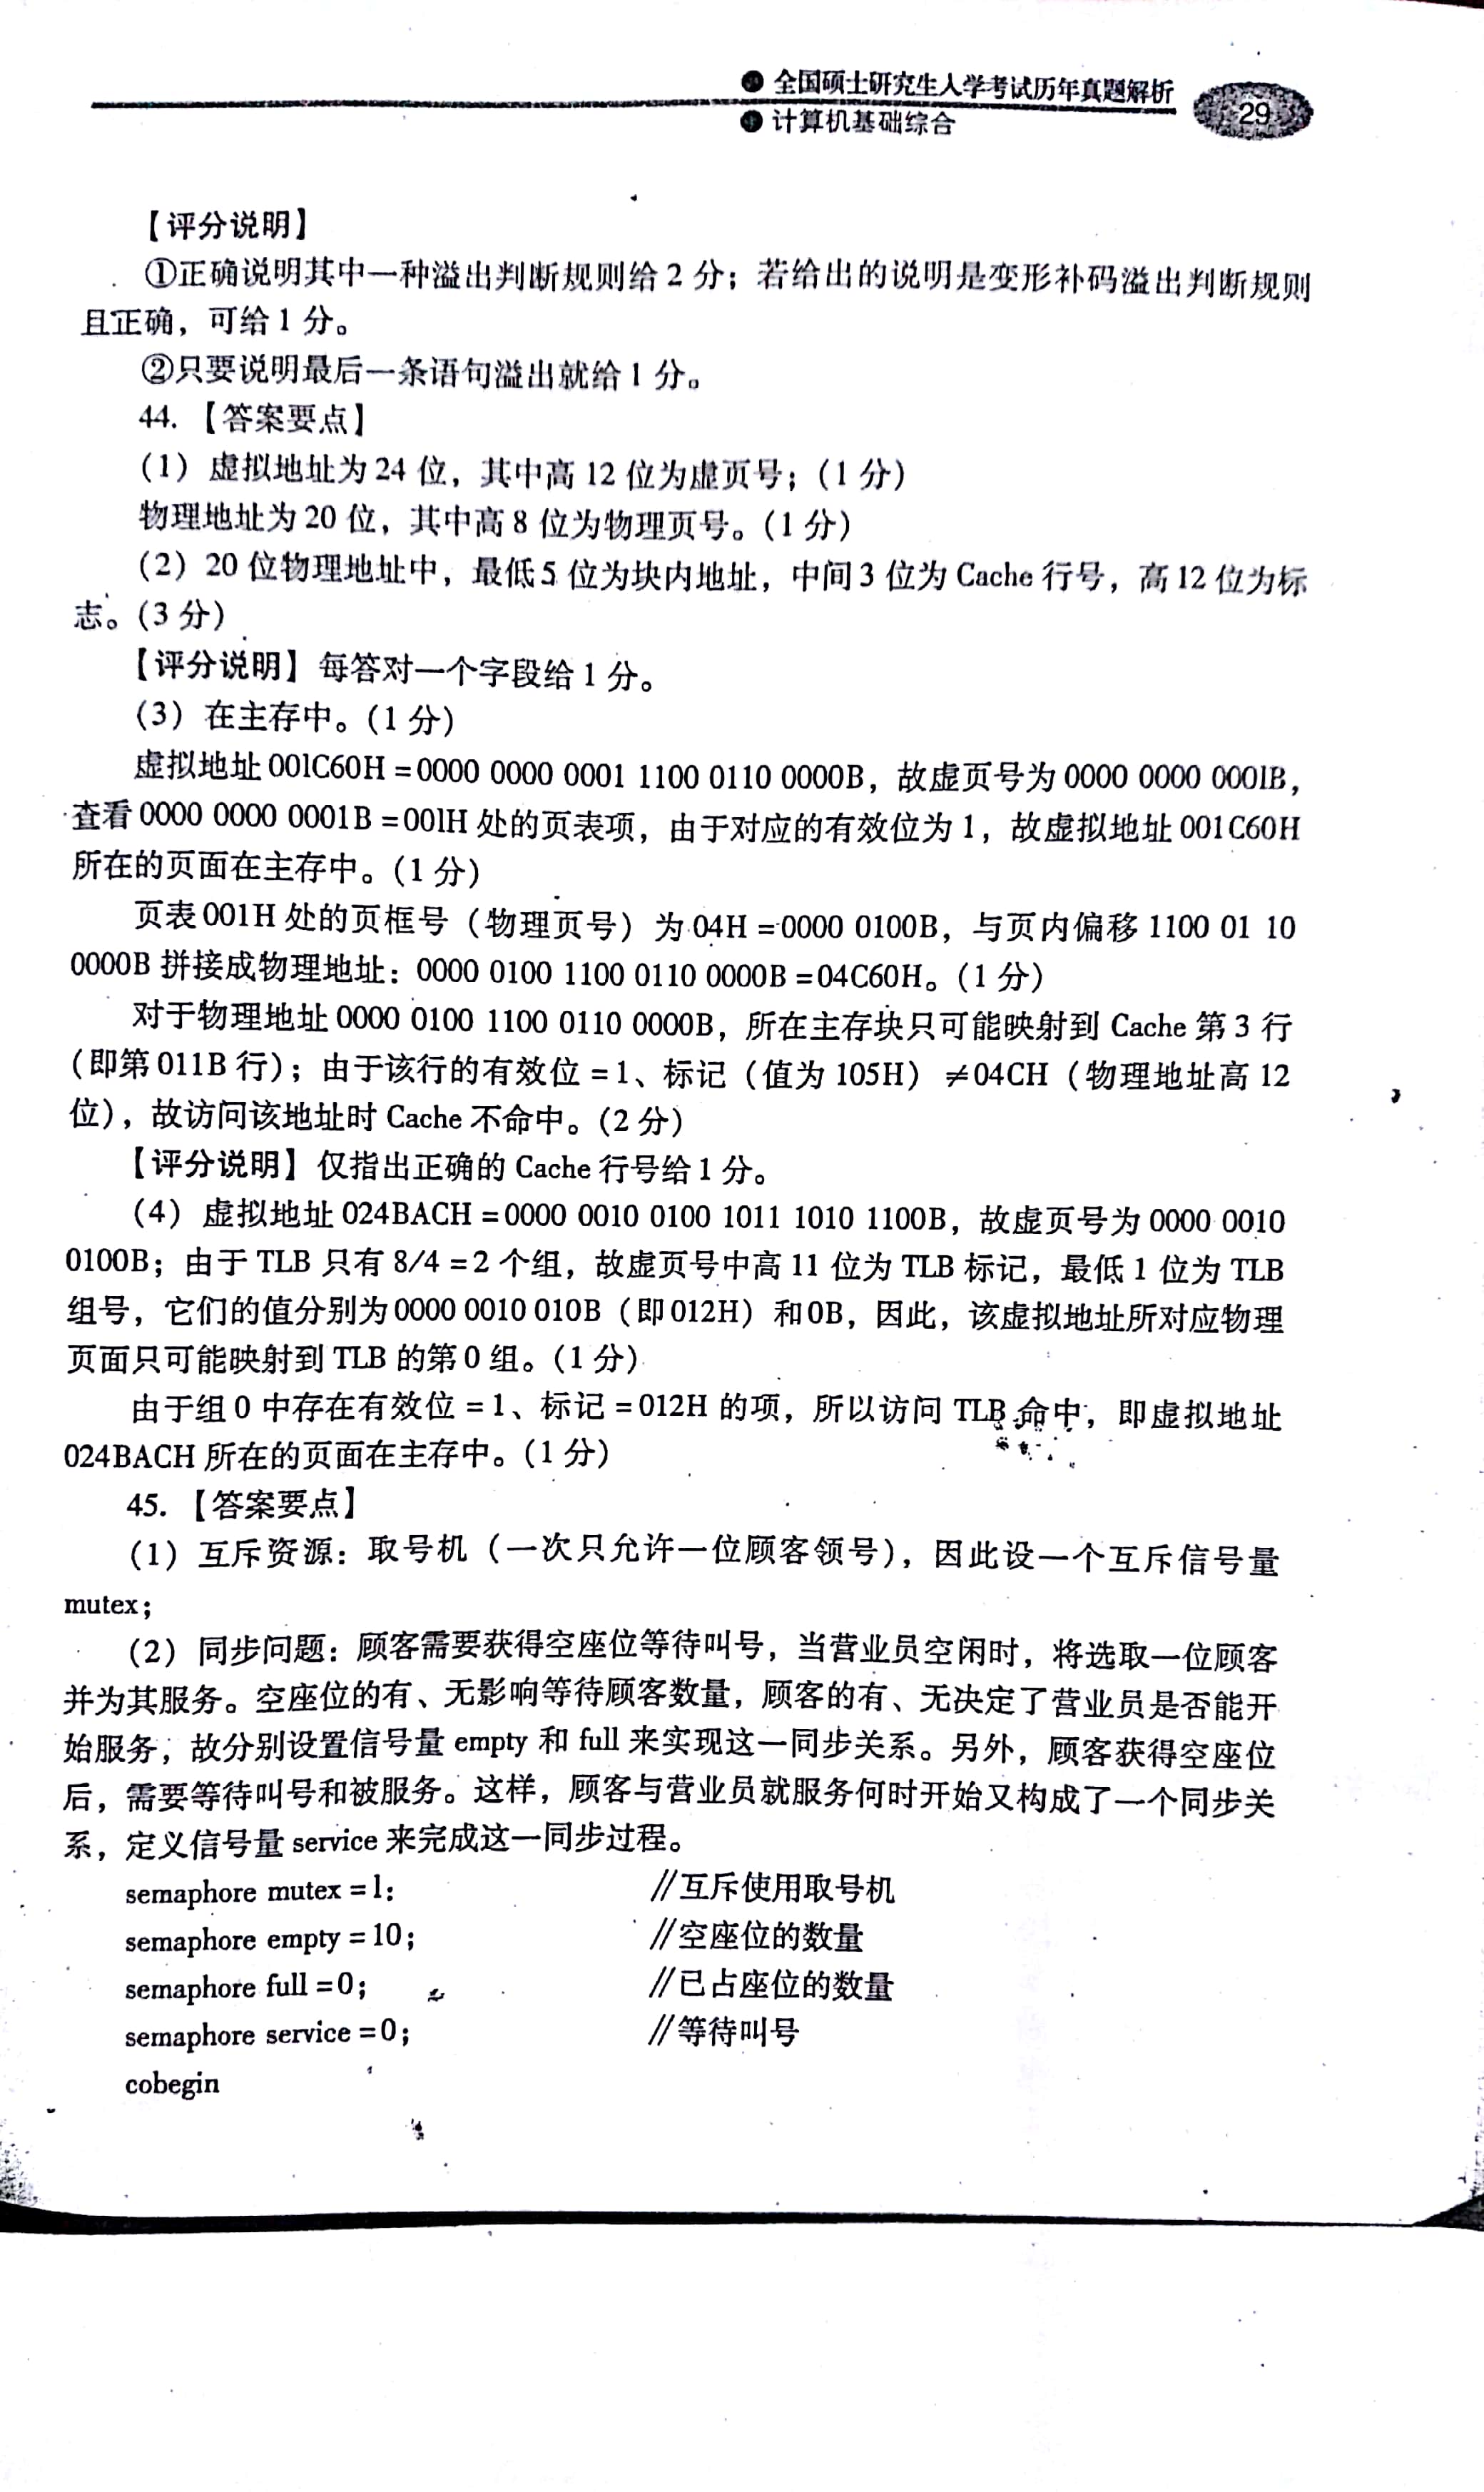 全国硕士研究生入学考试历年真题解析
计算机基础综合
29
【评分说明】
①正确说明其中一种溢出判断规则给 2 分；若给出的说明是变形补码溢出判断规则
且正确，可给 1 分。
②只要说明最后一条语句溢出就给 1 分。
44. 【答案要点】
（1）虚拟地址为 24 位，其中高 12 位为虚页号；（1 分）
物理地址为 20 位，其中高 8 位为物理页号。（1 分）
（2）20 位物理地址中，最低 5 位为块内地址，中间 3 位为 Cache 行号，高 12 位为标
志。（3 分）
【评分说明】每答对一个字段给 1 分。
（3）在主存中。（1 分）
虚拟地址 001C60H = 0000 0000 0001 1100 0110 0000B，故虚页号为 0000 0000 0001B，
查看 0000 0000 0001B = 001H 处的页表项，由于对应的有效位为 1，故虚拟地址 001C60H
所在的页面在主存中。（1 分）
页表 001H 处的页框号（物理页号）为 04H = 0000 0100B，与页内偏移 1100 01 10
0000B 拼接成物理地址：0000 0100 1100 0110 0000B = 04C60H。（1 分）
对于物理地址 0000 0100 1100 0110 0000B，所在主存块只可能映射到 Cache 第 3 行
（即第 011B 行）；由于该行的有效位 = 1、标记（值为 105H）≠04CH（物理地址高 12
位），故访问该地址时 Cache 不命中。（2 分）
【评分说明】仅指出正确的 Cache 行号给 1 分。
（4）虚拟地址 024BACH = 0000 0010 0100 1011 1010 1100B，故虚页号为 0000 0010
0100B；由于 TLB 只有 8/4 = 2 个组，故虚页号中高 11 位为 TLB 标记，最低 1 位为 TLB
组号，它们的值分别为 0000 0010 010B（即 012H）和 0B，因此，该虚拟地址所对应物理
页面只可能映射到 TLB 的第 0 组。（1 分）
由于组 0 中存在有效位 = 1、标记 = 012H 的项，所以访问 TLB 命中，即虚拟地址
024BACH 所在的页面在主存中。（1 分）
45. 【答案要点】
（1）互斥资源：取号机（一次只允许一位顾客领号），因此设一个互斥信号量
mutex；
（2）同步问题：顾客需要获得空座位等待叫号，当营业员空闲时，将选取一位顾客
并为其服务。空座位的有、无影响等待顾客数量，顾客的有、无决定了营业员是否能开
始服务，故分别设置信号量 empty 和 full 来实现这一同步关系。另外，顾客获得空座位
后，需要等待叫号和被服务。这样，顾客与营业员就服务何时开始又构成了一个同步关
系，定义信号量 service 来完成这一同步过程。
semaphore mutex = 1; //互斥使用取号机
semaphore empty = 10; //空座位的数量
semaphore full = 0; //已占座位的数量
semaphore service = 0; //等待叫号
cobegin